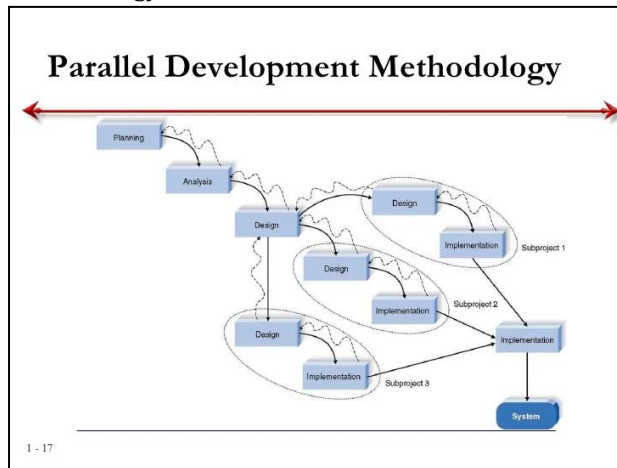 Parallel Development Methodology
Planning
Analysis
Design
Design
Implementation
Subproject 1
Design
Implementation
Subproject 2
Design
Implementation
Subproject 3
Implementation
System
1 - 17